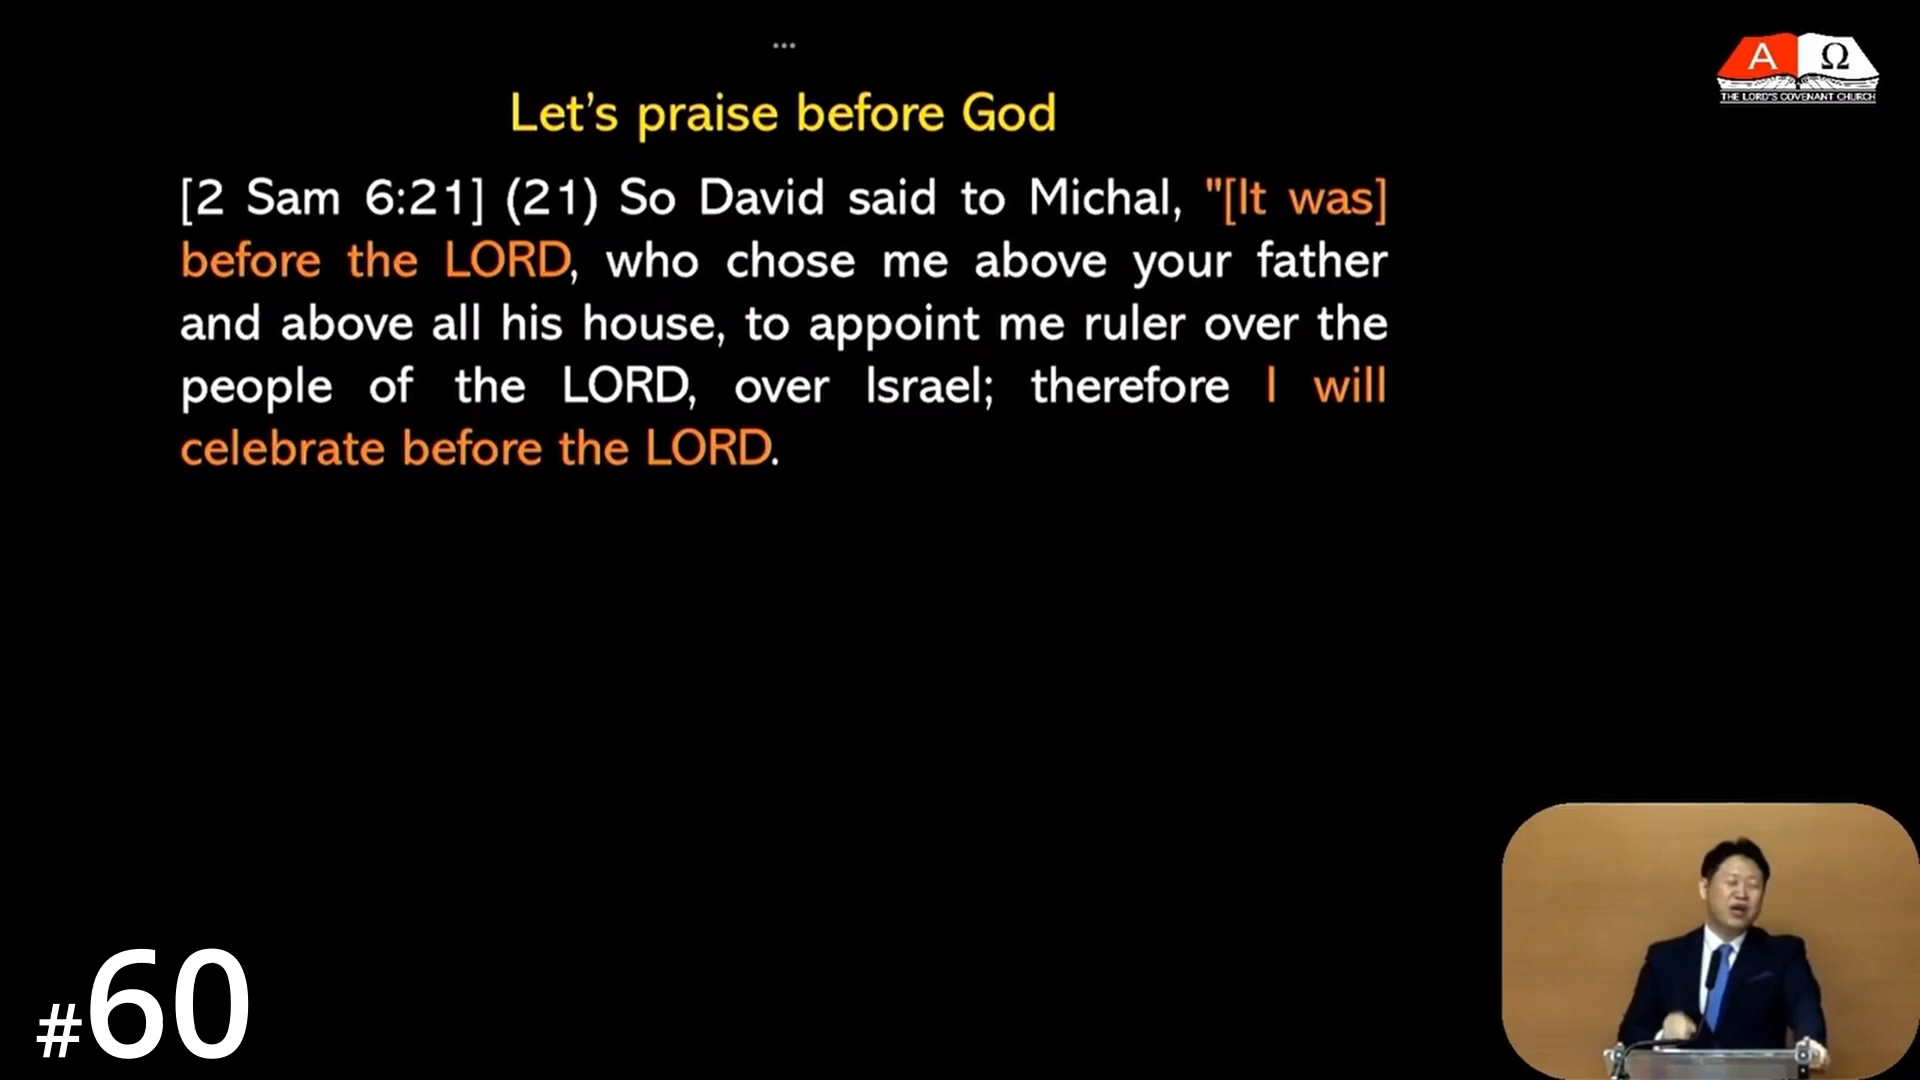 ...
A Ω
THE LORD'S COVENANT CHURCH
Let's praise before God
[2 Sam 6:21] (21) So David said to Michal, "[It was]
before the LORD, who chose me above your father
and above all his house, to appoint me ruler over the
people of the LORD, over Israel; therefore I will
celebrate before the LORD.
#60